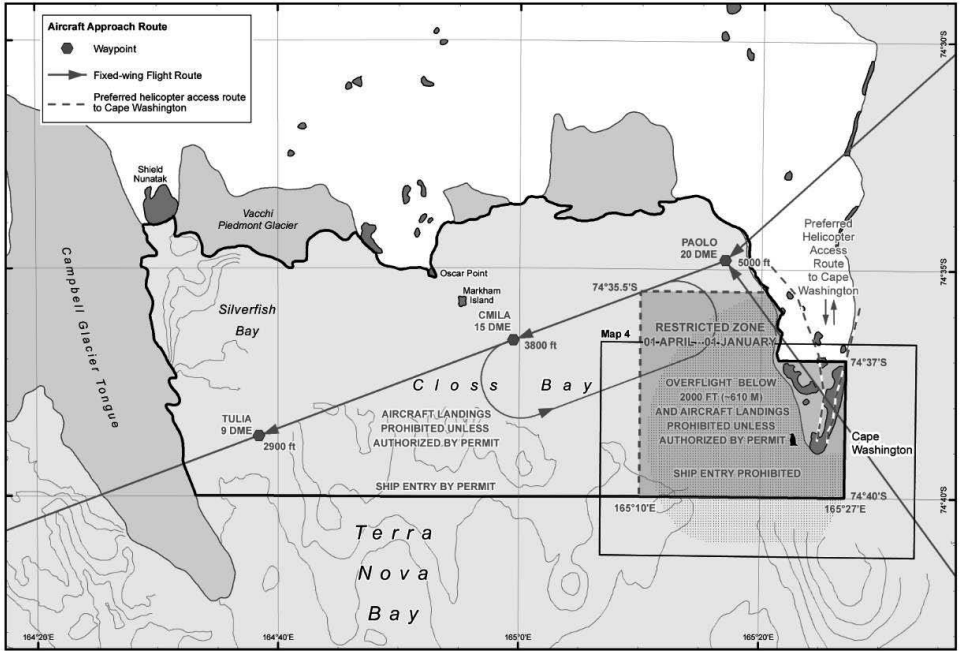 Aircraft Approach Route
Waypoint
Fixed-wing Flight Route
Preferred helicopter access route
to Cape Washington
74°30'S
Shield
Nunatak
Vacchi
Piedmont Glacier
Campbell Glacier Tongue
Silverfish
Bay
Oscar Point
Markham
Island
PAOLO
20 DME
5000 ft
Preferred
Helicopter
Access
Route
to Cape
Washington
74°35'S
74°35.5'S
CMILA
15 DME
3800 ft
Map 4
RESTRICTED ZONE
01 APRIL - 01 JANUARY
74°37'S
Closs Bay
OVERFLIGHT BELOW
2000 FT (~610 M)
AND AIRCRAFT LANDINGS
PROHIBITED UNLESS
AUTHORIZED BY PERMIT
AIRCRAFT LANDINGS
PROHIBITED UNLESS
AUTHORIZED BY PERMIT
TULIA
9 DME
2900 ft
Cape
Washington
SHIP ENTRY PROHIBITED
SHIP ENTRY BY PERMIT
74°40'S
74°40'S
165°10'E
165°27'E
Terra
Nova
Bay
164°20'E
164°40'E
165°0'E
165°20'E